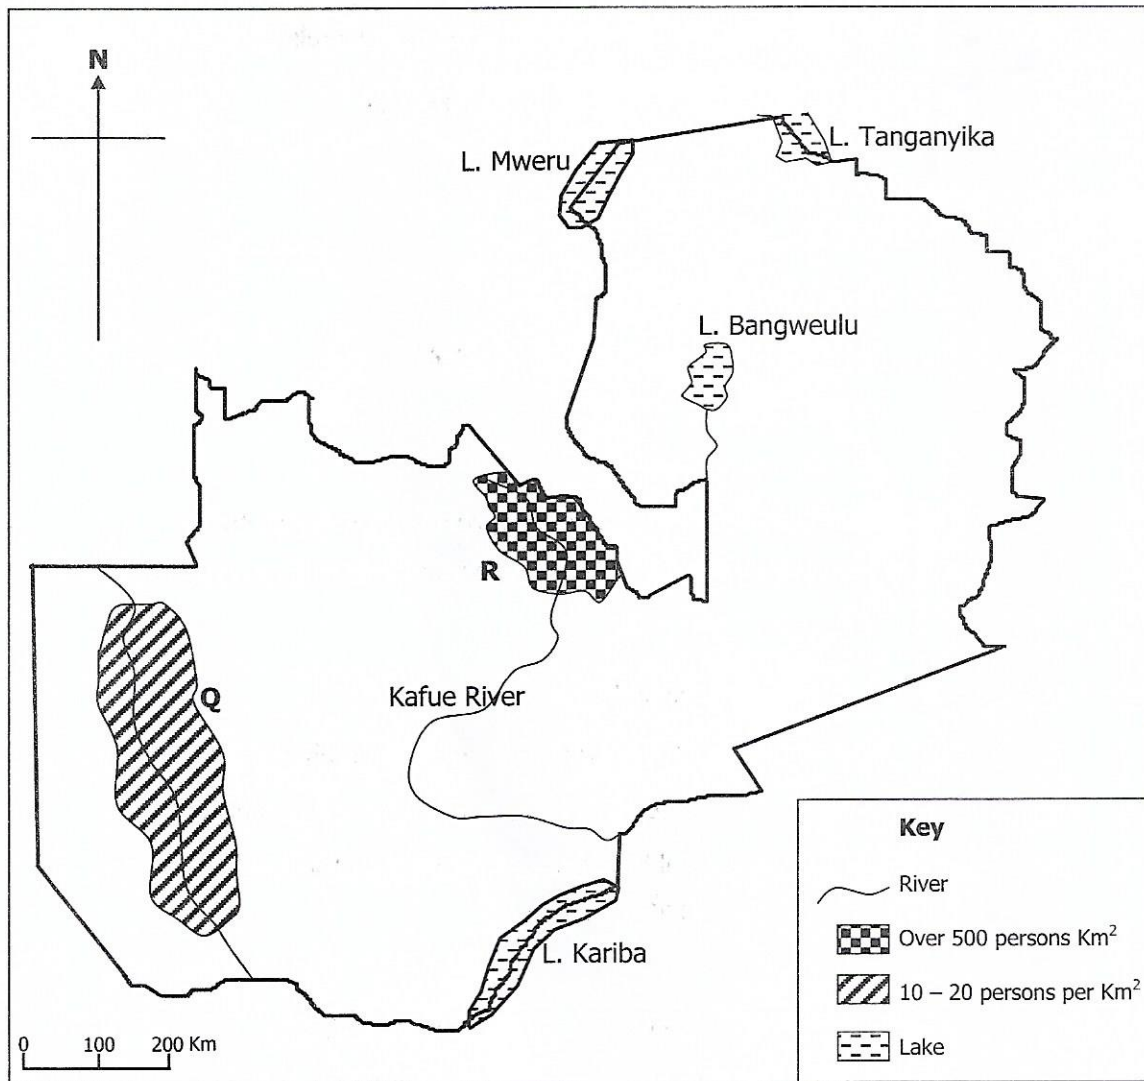 N
L. Tanganyika
L. Mweru
L. Bangweulu
R
Q
Kafue River
L. Kariba
0 100 200 Km
Key
River
Over 500 persons Km²
10 – 20 persons per Km²
Lake